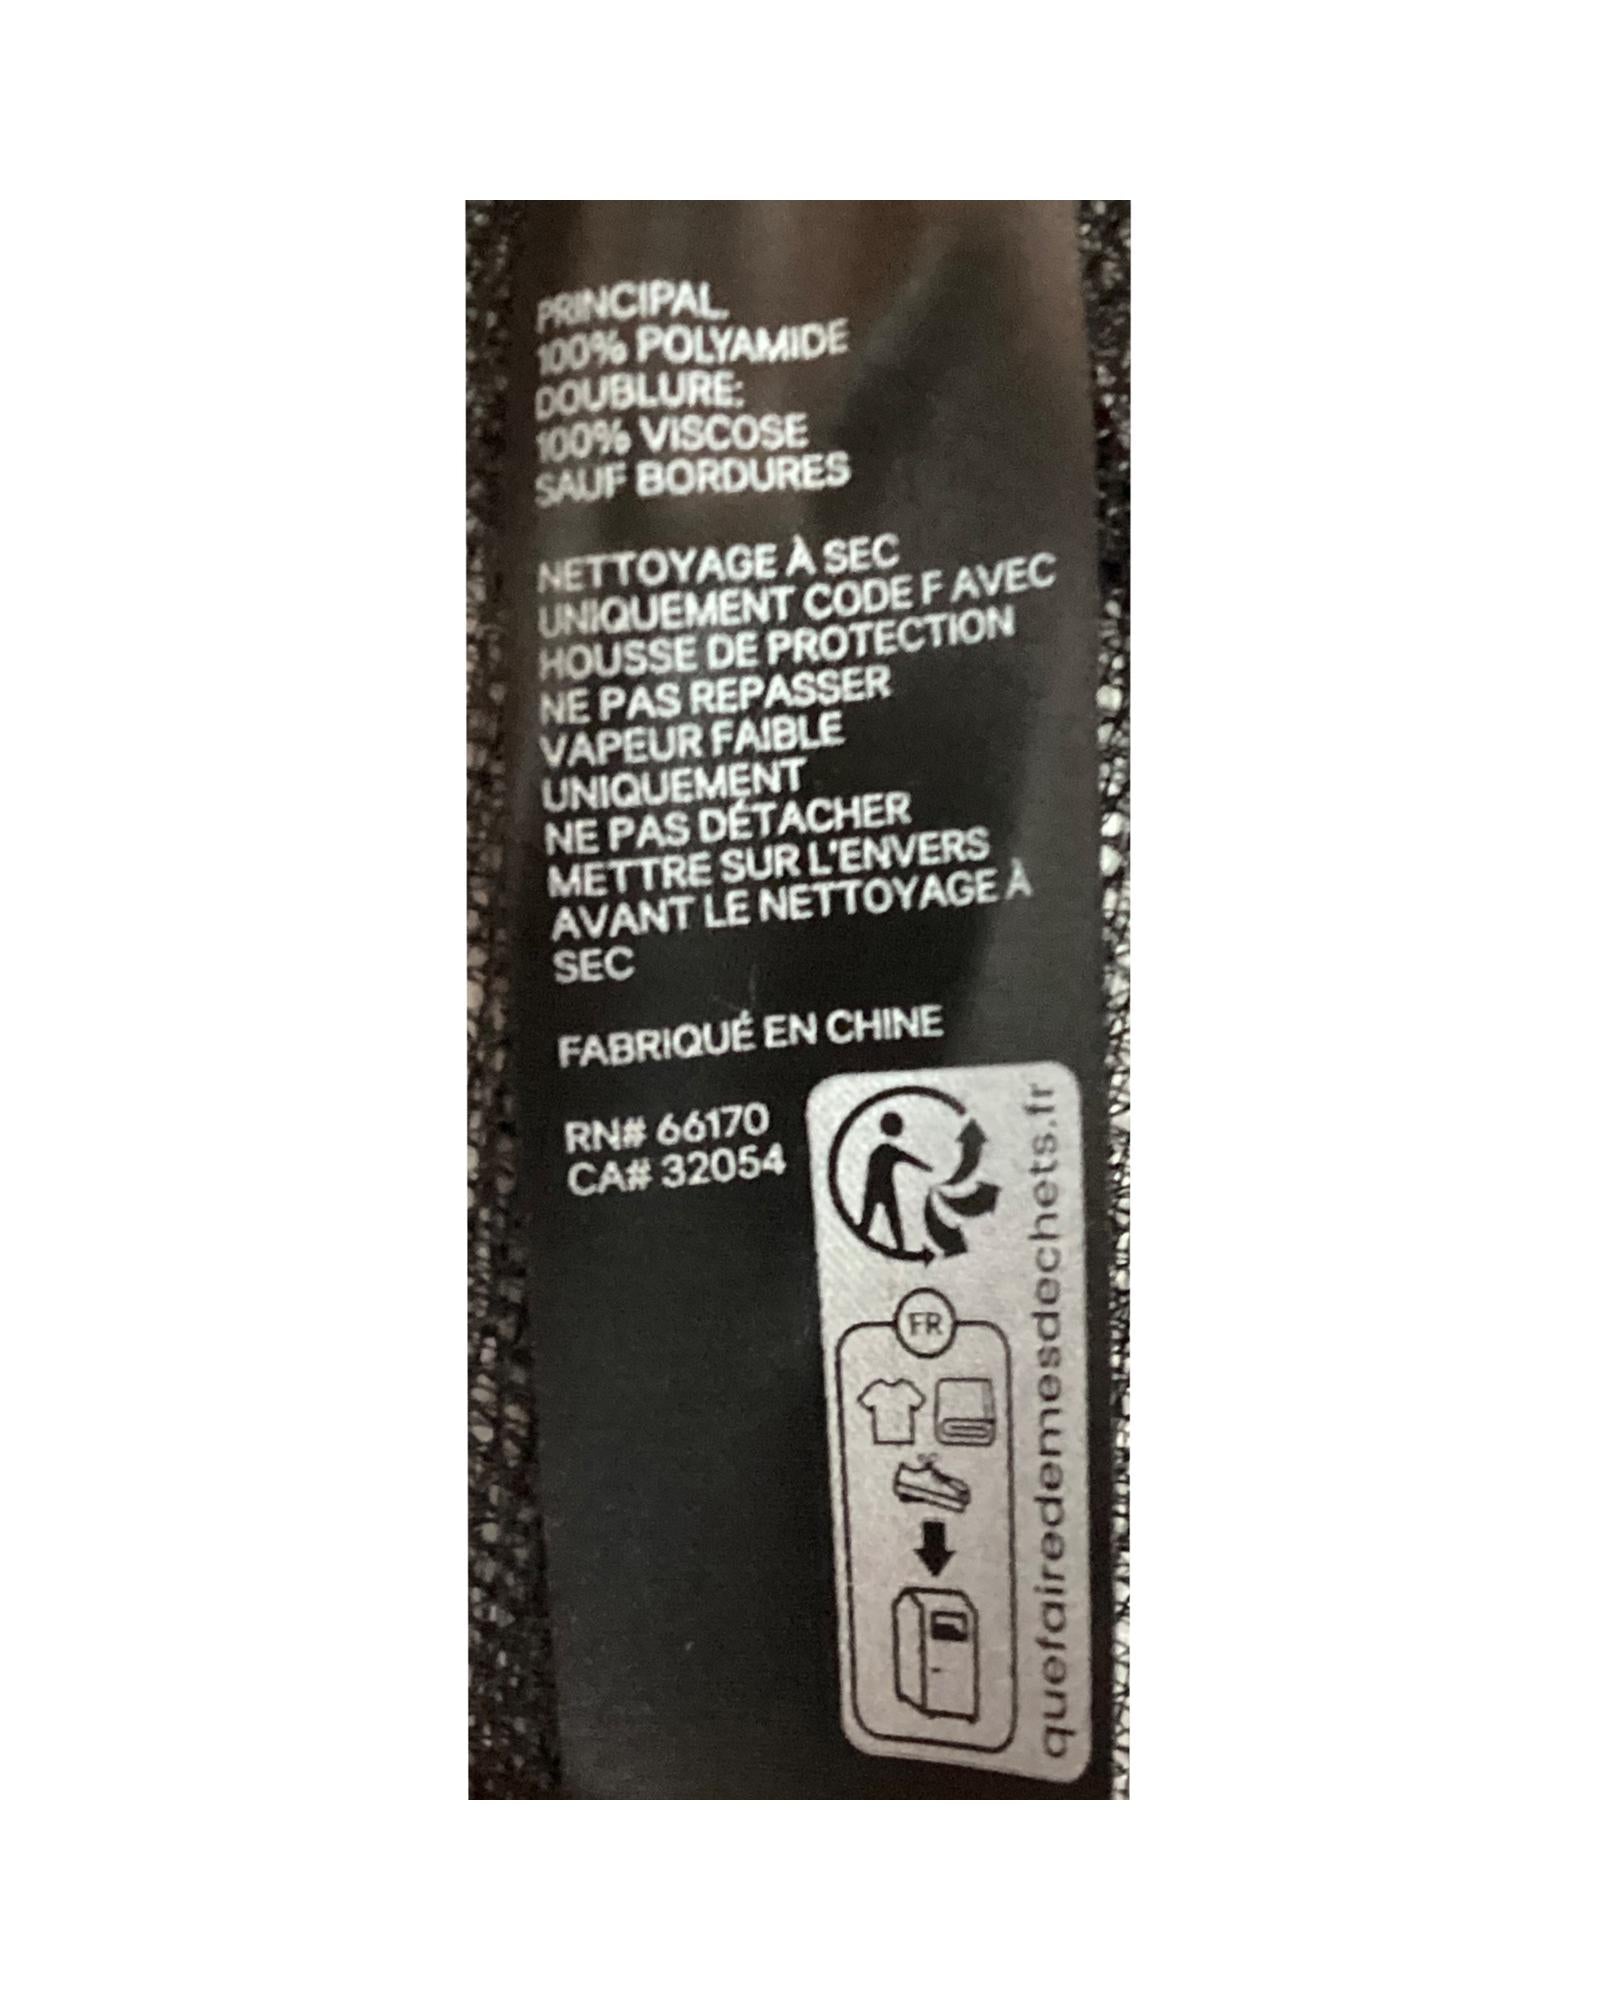 PRINCIPAL:
100% POLYAMIDE
DOUBLURE:
100% VISCOSE
SAUF BORDURES
NETTOYAGE À SEC
UNIQUEMENT CODE F AVEC
HOUSSE DE PROTECTION
NE PAS REPASSER
VAPEUR FAIBLE
UNIQUEMENT
NE PAS DÉTACHER
METTRE SUR L'ENVERS
AVANT LE NETTOYAGE À
SEC
FABRIQUÉ EN CHINE
RN# 66170
CA# 32054
FR
quefairedemesdechets.fr